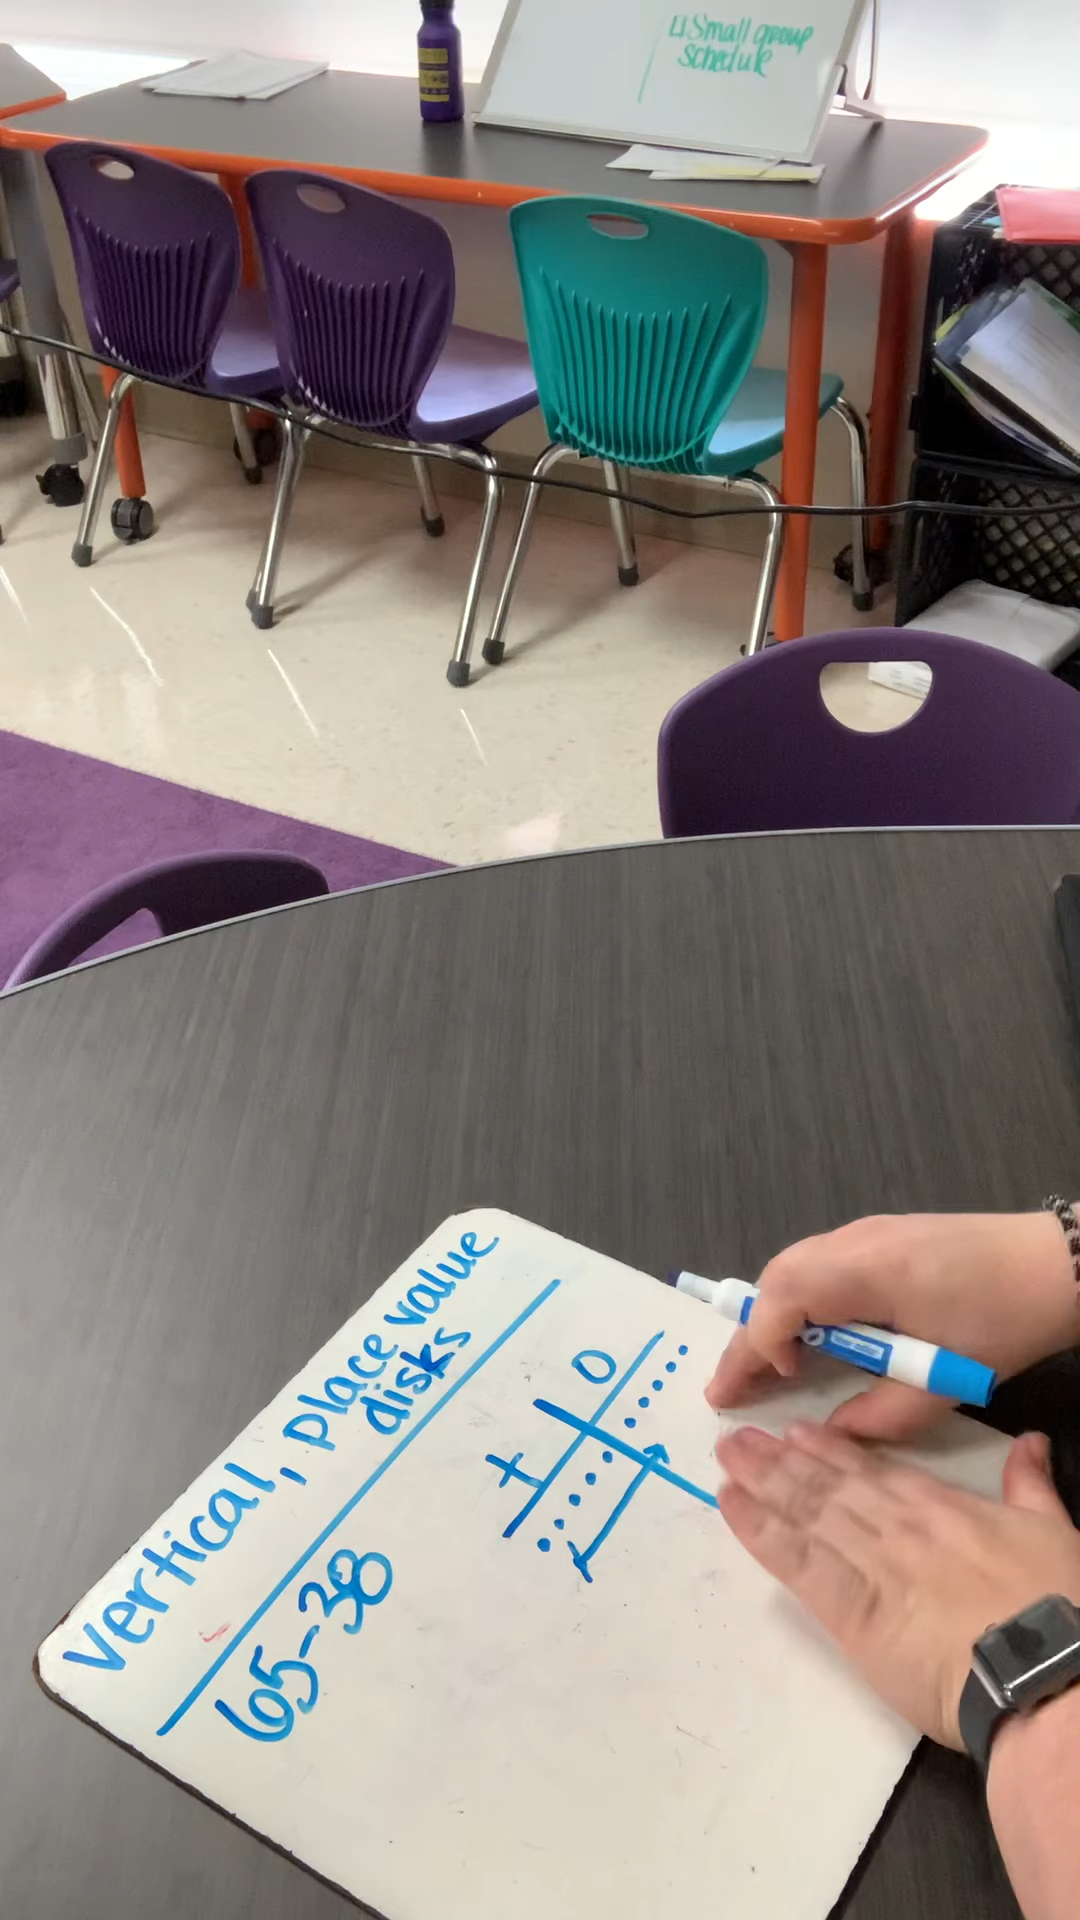 Small group
schedule
Vertical, place value
disks
65-38
T O